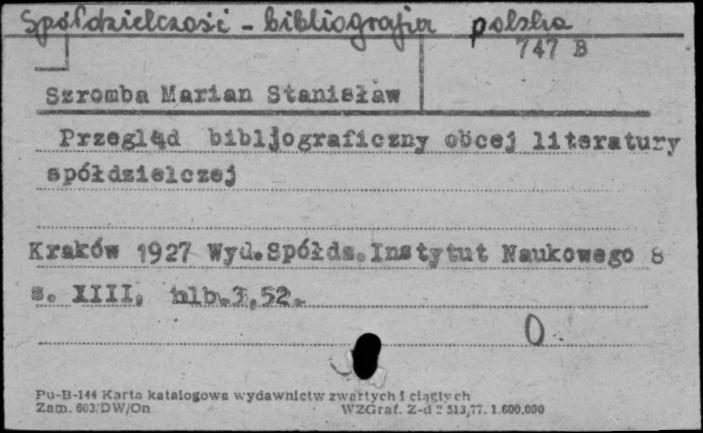 Spółdzielczość - bibliografia polska
747 B
Szromba Marian Stanisław
Przegląd bibljograficzny obcej literatury
spółdzielczej
Kraków 1927 Wyd.Spółdz.Instytut Naukowego 8
s. XIII, nlb.3,52.
0
Pu-B-144 Karta katalogowa wydawnictw zwartych i ciągłych
Zam. 603/DW/On WZGraf. Z-d 2 513,77. 1.600.000